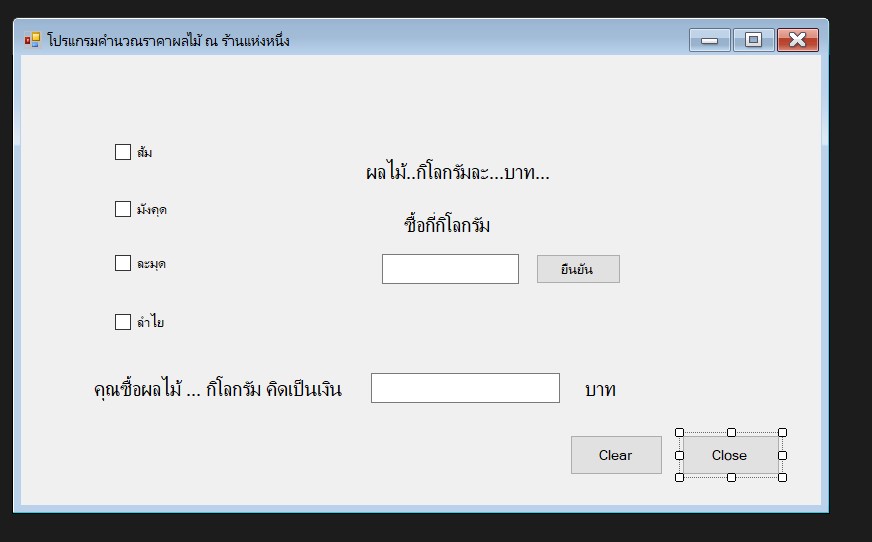 โปรแกรมคำนวณราคาผลไม้ ณ ร้านแห่งหนึ่ง
ส้ม
ผลไม้..กิโลกรัมละ...บาท...
มังคุด
ซื้อกี่กิโลกรัม
ละมุด
ยืนยัน
ลำไย
คุณซื้อผลไม้ ... กิโลกรัม คิดเป็นเงิน
บาท
Clear
Close